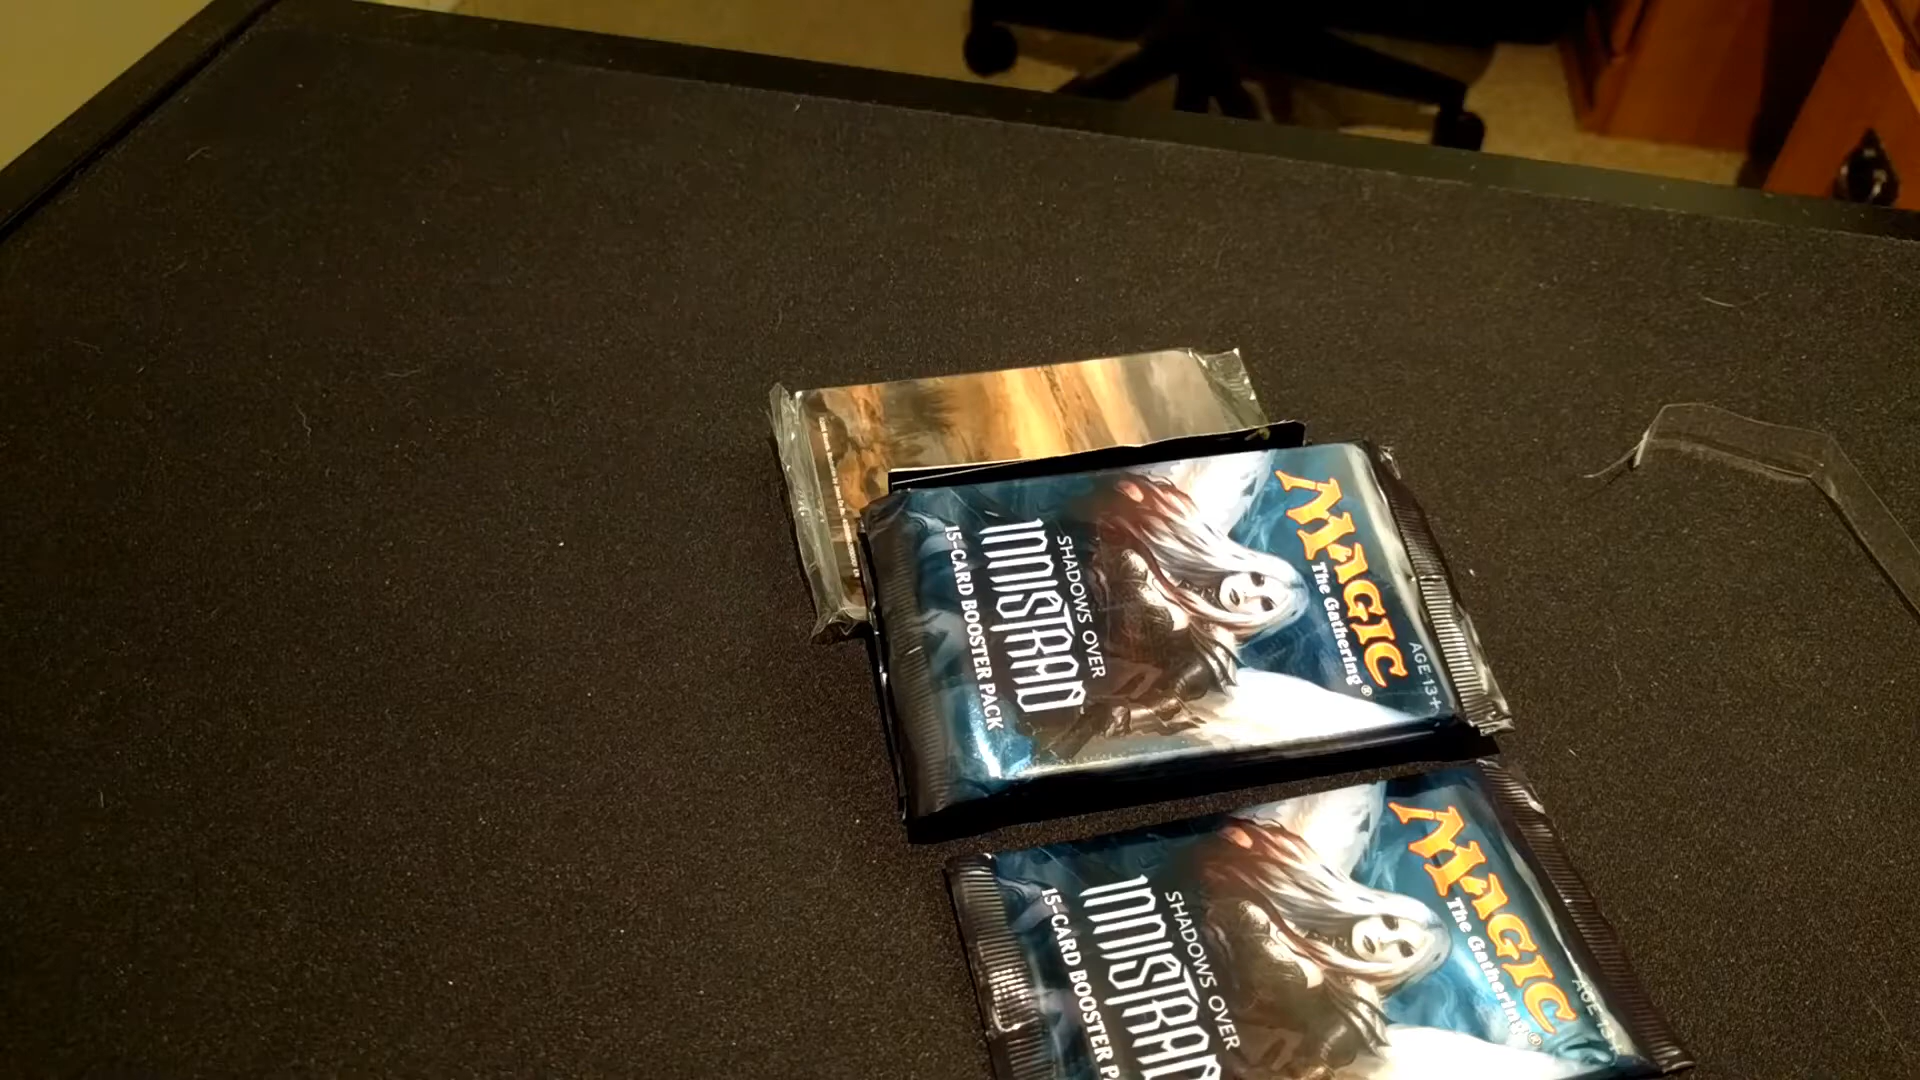 MAGIC
The Gathering®
AGE 13+
SHADOWS OVER
INNISTRAD
15-CARD BOOSTER PACK
MAGIC
The Gathering®
AGE
SHADOWS OVER
INNISTRAD
15-CARD BOOSTER